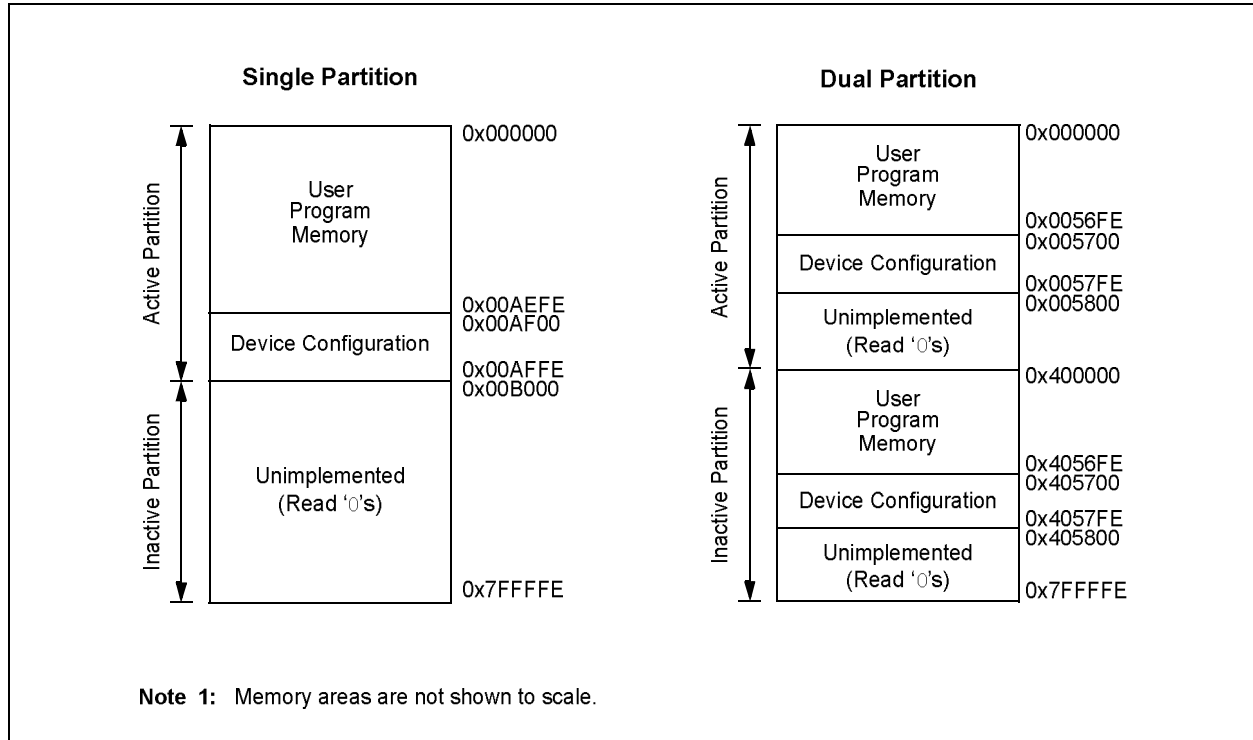 Single Partition
Active Partition
Inactive Partition
User
Program
Memory
Device Configuration
Unimplemented
(Read ‘0’s)
0x000000
0x00AEFE
0x00AF00
0x00AFFE
0x00B000
0x7FFFFE
Dual Partition
Active Partition
Inactive Partition
User
Program
Memory
Device Configuration
Unimplemented
(Read ‘0’s)
User
Program
Memory
Device Configuration
Unimplemented
(Read ‘0’s)
0x000000
0x0056FE
0x005700
0x0057FE
0x005800
0x400000
0x4056FE
0x405700
0x4057FE
0x405800
0x7FFFFE
Note 1: Memory areas are not shown to scale.